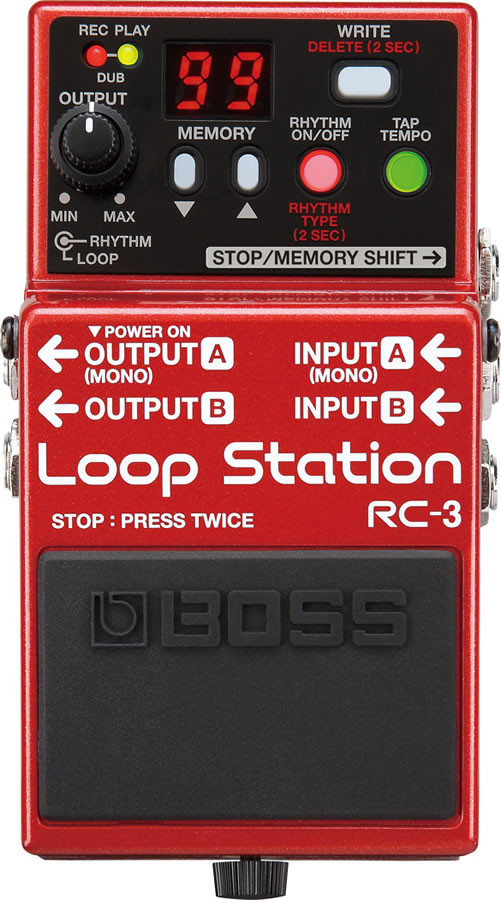 REC PLAY
DUB
OUTPUT
MIN MAX
RHYTHM
LOOP
99
MEMORY
▼ ▲
WRITE
DELETE (2 SEC)
RHYTHM
ON/OFF
RHYTHM
TYPE
(2 SEC)
TAP
TEMPO
STOP/MEMORY SHIFT→
▼POWER ON
←OUTPUT A
(MONO)
INPUT A←
(MONO)
←OUTPUT B
INPUT B←
Loop Station
STOP : PRESS TWICE
RC-3
BOSS